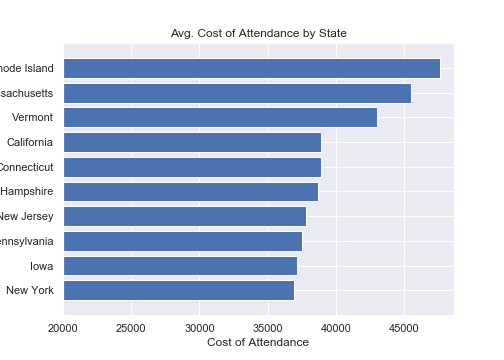 Avg. Cost of Attendance by State
hode Island
ssachusetts
Vermont
California
Connecticut
Hampshire
New Jersey
ennsylvania
Iowa
New York
20000 25000 30000 35000 40000 45000
Cost of Attendance